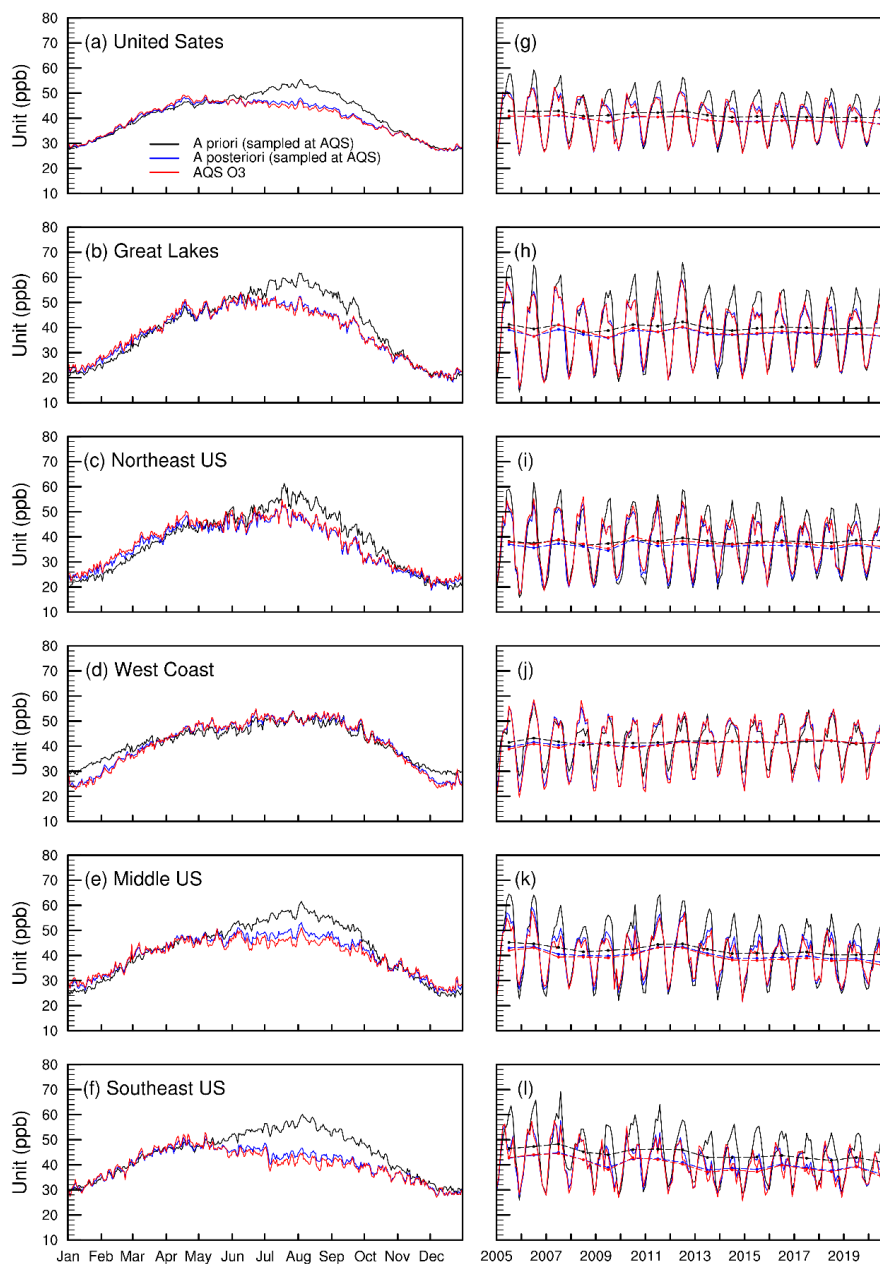 (a) United Sates
(g)
80
70
60
50
40
30
20
10
Unit (ppb)
A priori (sampled at AQS)
A posteriori (sampled at AQS)
AQS O3
(b) Great Lakes
(h)
80
70
60
50
40
30
20
10
Unit (ppb)
(c) Northeast US
(i)
80
70
60
50
40
30
20
10
Unit (ppb)
(d) West Coast
(j)
80
70
60
50
40
30
20
10
Unit (ppb)
(e) Middle US
(k)
80
70
60
50
40
30
20
10
Unit (ppb)
(f) Southeast US
(l)
80
70
60
50
40
30
20
10
Unit (ppb)
Jan Feb Mar Apr May Jun Jul Aug Sep Oct Nov Dec
2005 2007 2009 2011 2013 2015 2017 2019